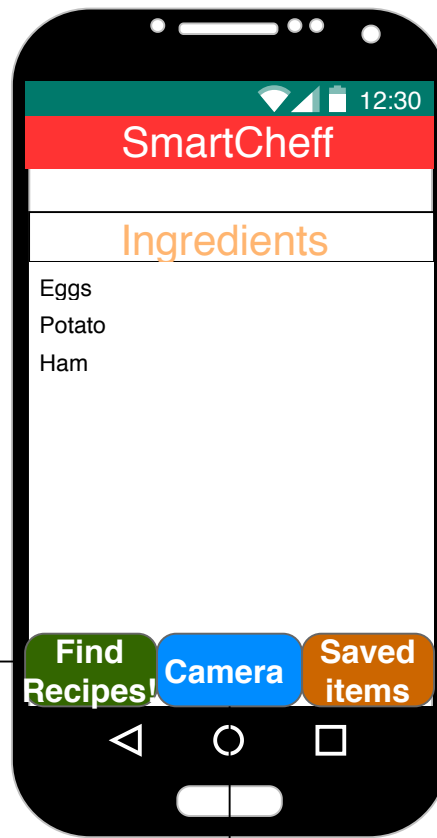 12:30
SmartCheff
Ingredients
Eggs
Potato
Ham
Find
Recipes!
Camera
Saved
items